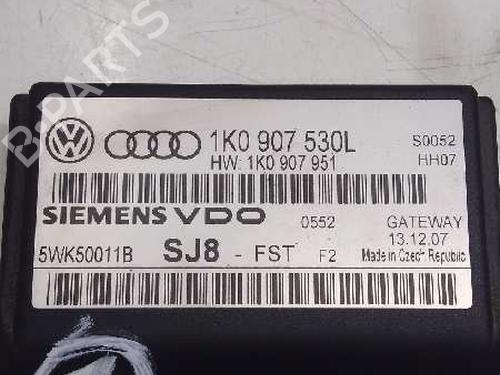 1K0 907 530L
S0052
HW: 1K0 907 951
HH07
SIEMENS VDO 0552 GATEWAY
13.12.07
5WK50011B SJ8 - FST F2 Made in Czech Republic
B-PARTS